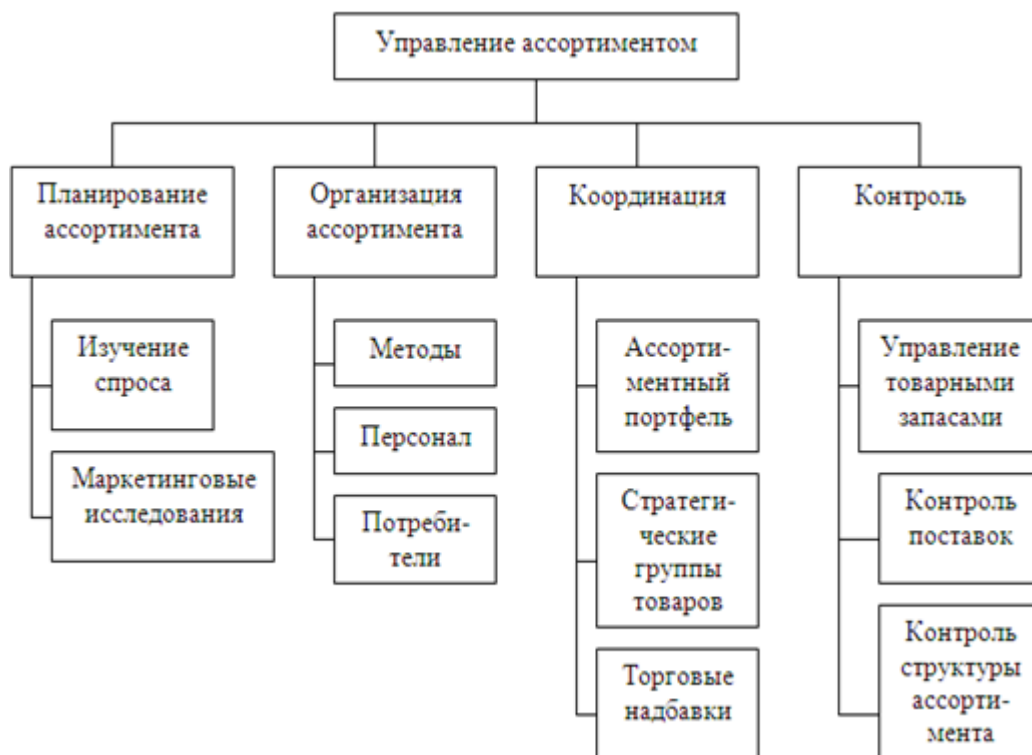 Управление ассортиментом
Планирование
ассортимента
Организация
ассортимента
Координация
Контроль
Изучение
спроса
Маркетинговые
исследования
Методы
Персонал
Потреби-
тели
Ассорти-
ментный
портфель
Стратеги-
ческие
группы
товаров
Торговые
надбавки
Управление
товарными
запасами
Контроль
поставок
Контроль
структуры
ассорти-
мента